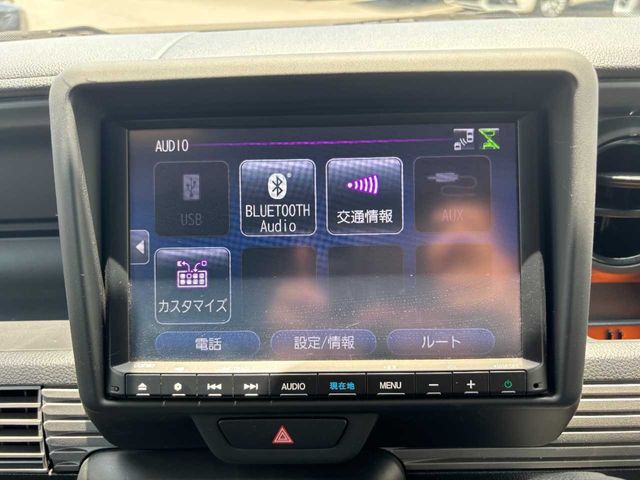 AUDIO
USB
BLUETOOTH
Audio
交通情報
AUX
カスタマイズ
電話
設定/情報
ルート
AUDIO
現在地
MENU